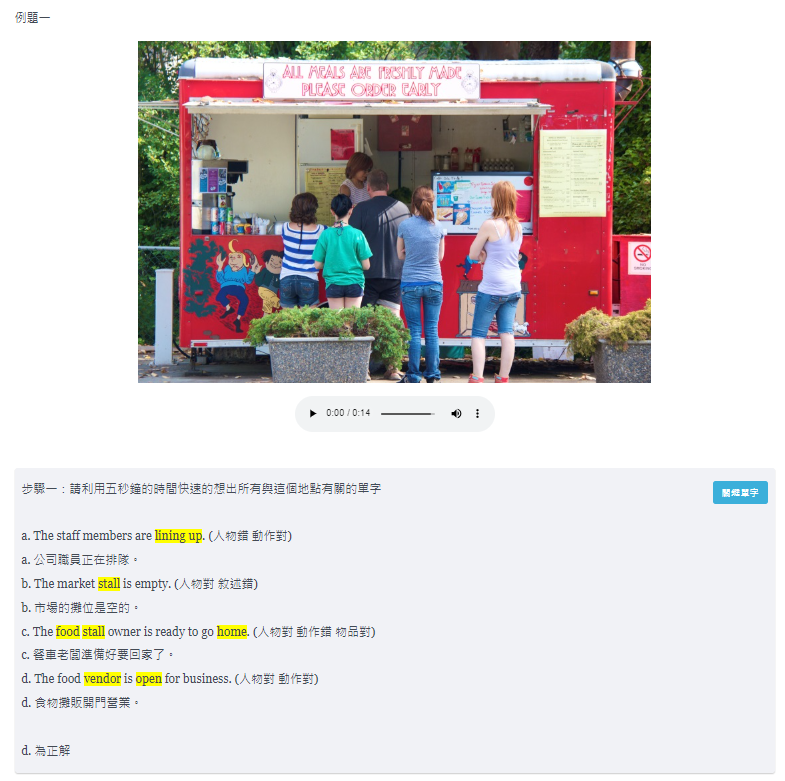 例題一
ALL MEALS ARE FRESHLY MADE
PLEASE ORDER EARLY
0:00 / 0:14
步驟一：請利用五秒鐘的時間快速的想出所有與這個地點有關的單字
關鍵單字
a. The staff members are lining up. (人物錯 動作對)
a. 公司職員正在排隊。
b. The market stall is empty. (人物對 敘述錯)
b. 市場的攤位是空的。
c. The food stall owner is ready to go home. (人物對 動作錯 物品對)
c. 餐車老闆準備好要回家了。
d. The food vendor is open for business. (人物對 動作對)
d. 食物攤販開門營業。
d. 為正解